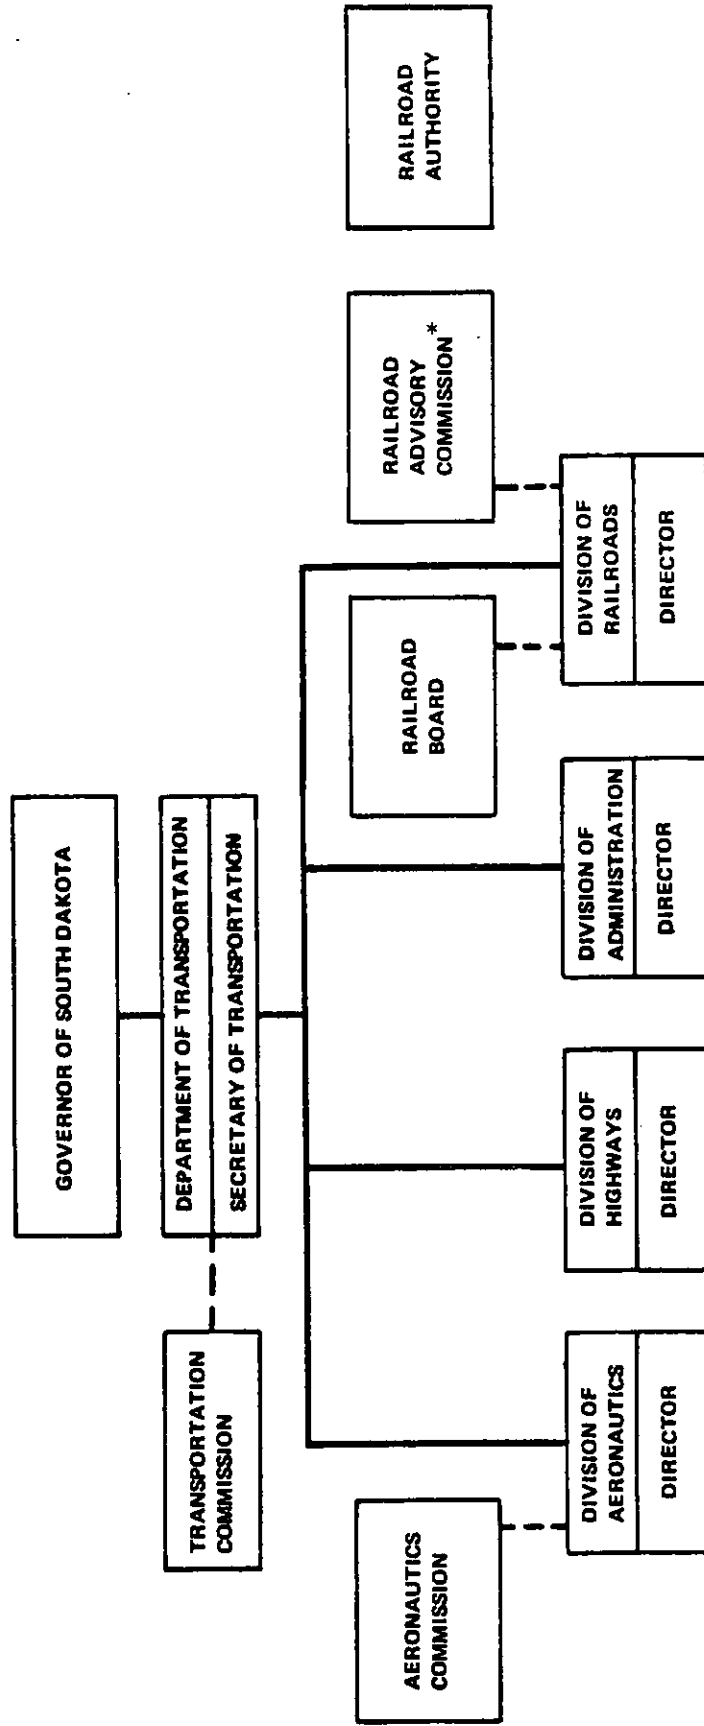 GOVERNOR OF SOUTH DAKOTA
DEPARTMENT OF TRANSPORTATION
SECRETARY OF TRANSPORTATION
TRANSPORTATION
COMMISSION
AERONAUTICS
COMMISSION
RAILROAD
BOARD
RAILROAD
ADVISORY
COMMISSION*
RAILROAD
AUTHORITY
DIVISION OF
AERONAUTICS
DIRECTOR
DIVISION OF
HIGHWAYS
DIRECTOR
DIVISION OF
ADMINISTRATION
DIRECTOR
DIVISION OF
RAILROADS
DIRECTOR